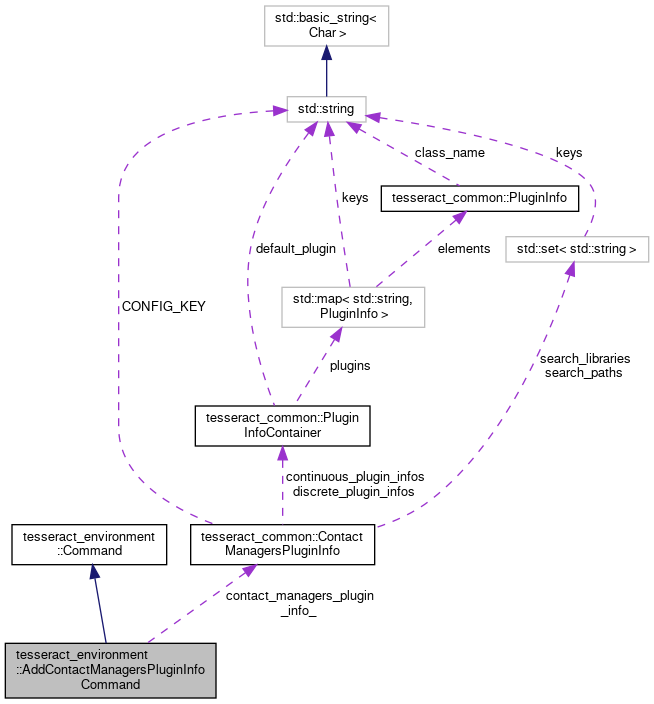 std::basic_string<
Char >
std::string
class_name
keys
keys
tesseract_common::PluginInfo
default_plugin
elements
std::set< std::string >
std::map< std::string,
PluginInfo >
CONFIG_KEY
search_libraries
search_paths
plugins
tesseract_common::Plugin
InfoContainer
continuous_plugin_infos
discrete_plugin_infos
tesseract_environment
::Command
tesseract_common::Contact
ManagersPluginInfo
contact_managers_plugin
_info_
tesseract_environment
::AddContactManagersPluginInfo
Command